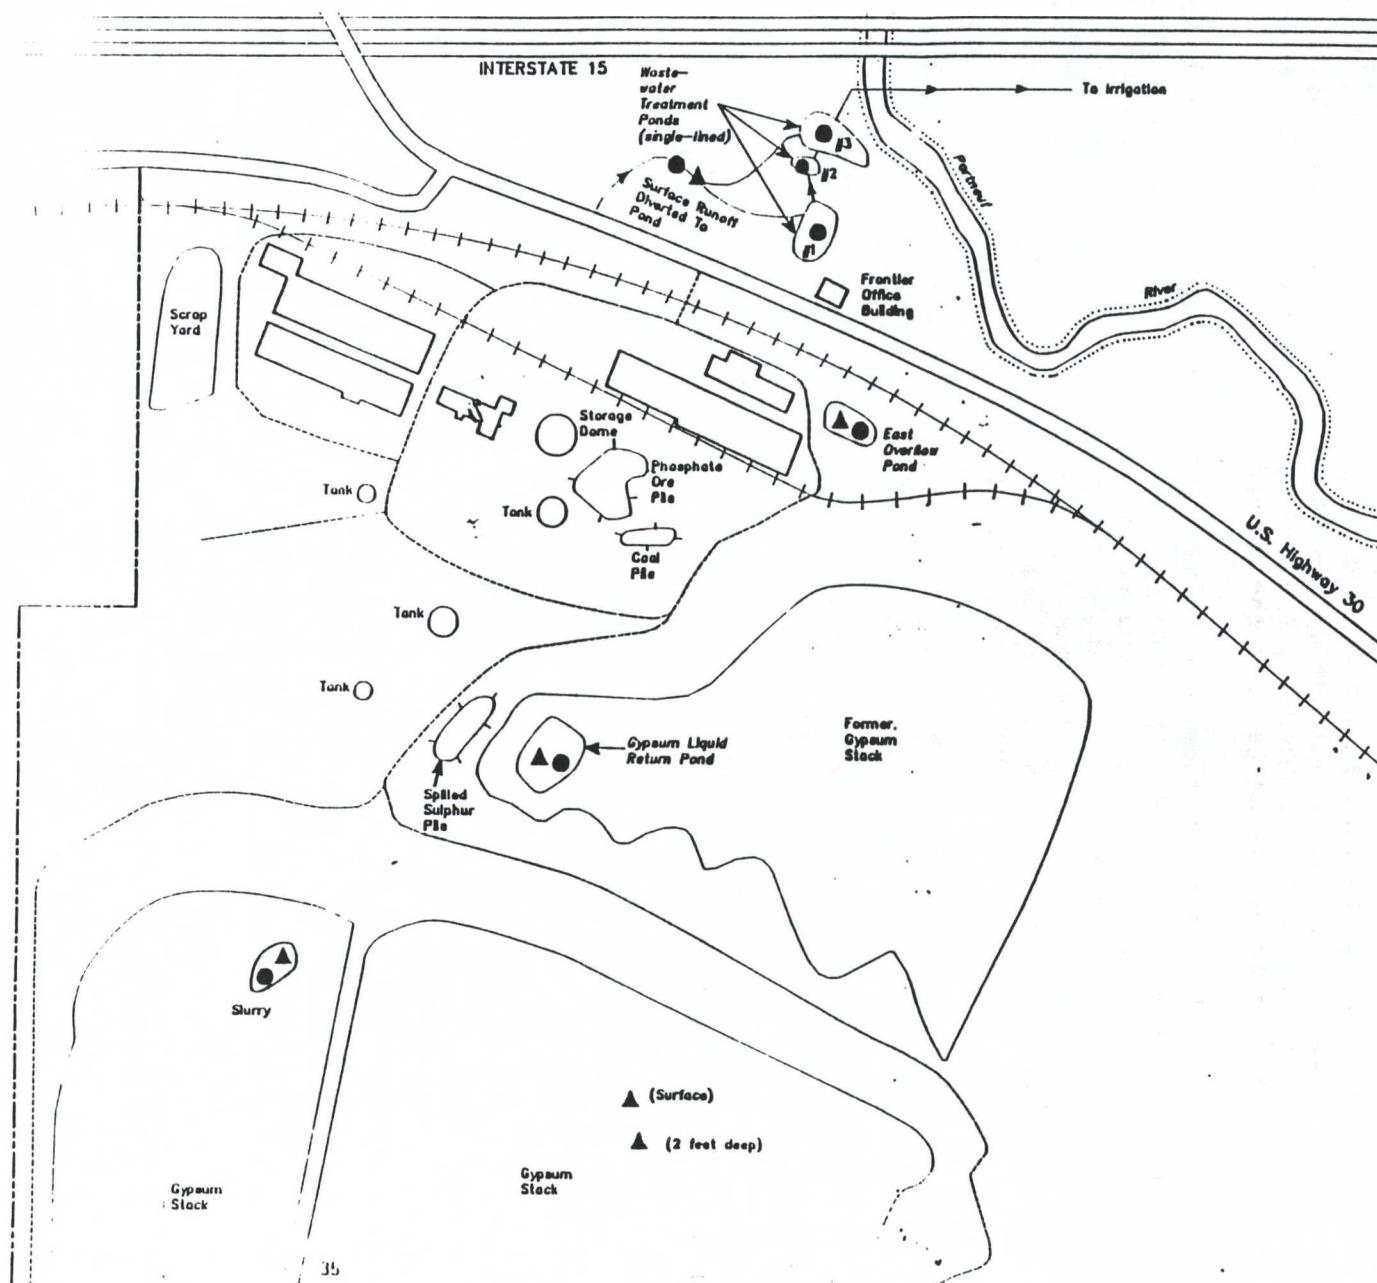 INTERSTATE 15
Waste-
water
Treatment
Ponds
(single-lined)
To Irrigation
#3
#2
#1
Portneuf
River
Surface Runoff
Diverted To
Pond
Frontier
Office
Building
Scrap
Yard
Storage
Dome
East
Overflow
Pond
Phosphate
Ore
Pile
Tank
Tank
Coal
Pile
U.S. Highway 30
Tank
Tank
Former
Gypsum
Stack
Gypsum Liquid
Return Pond
Spilled
Sulphur
Pile
Slurry
(Surface)
(2 feet deep)
Gypsum
Stack
Gypsum
Stack
35